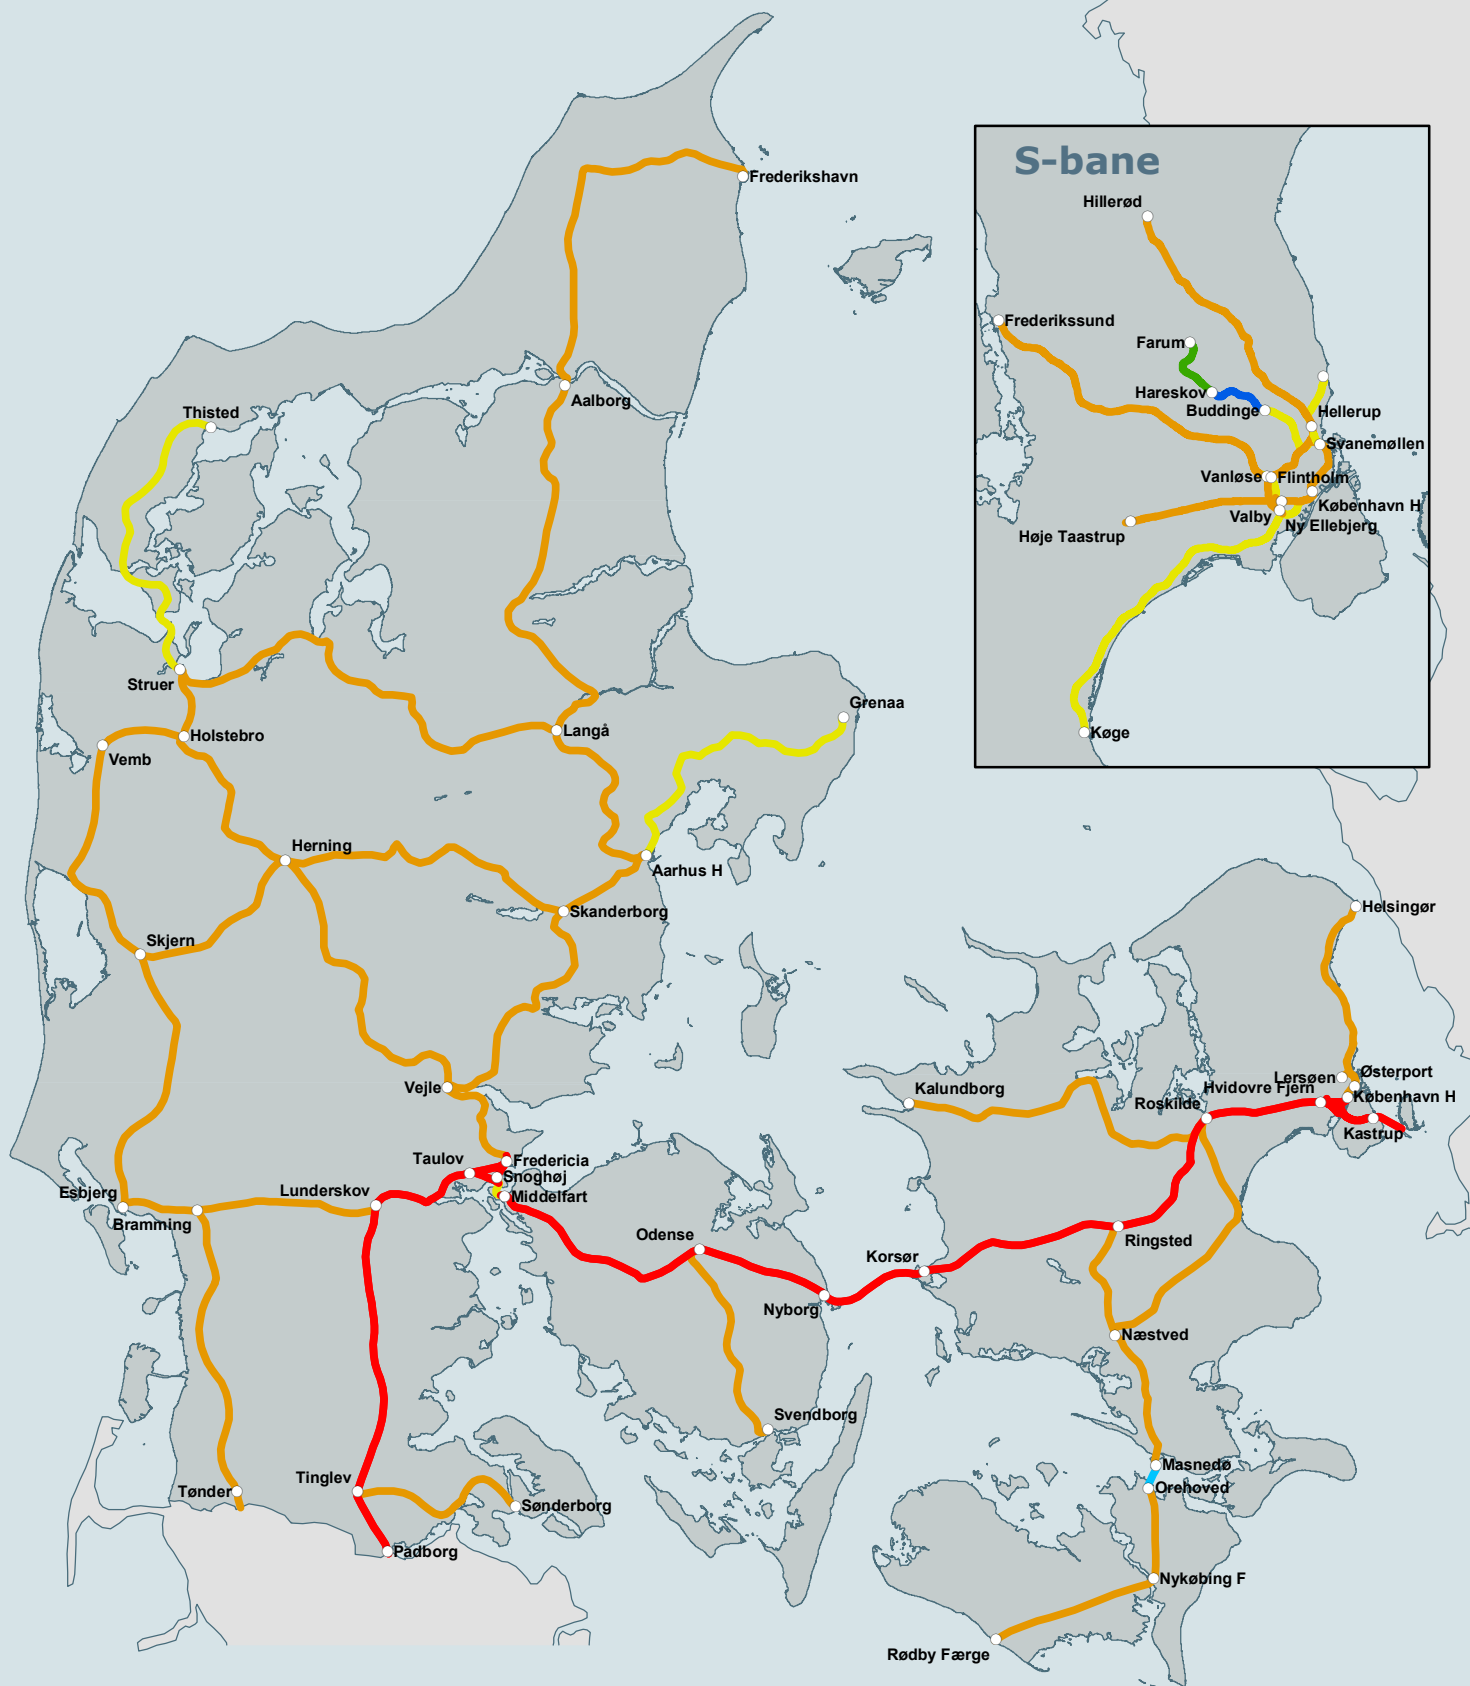 S-bane
Hillerød
Frederikshavn
Frederikssund
Farum
Hareskov
Aalborg
Buddinge
Thisted
Hellerup
Svanemøllen
Vanløse
Flintholm
København H
Valby
Ny Ellebjerg
Høje Taastrup
Struer
Grenaa
Holstebro
Langå
Køge
Vemb
Herning
Aarhus H
Skanderborg
Helsingør
Skjern
Østerport
Lersøen
Vejle
Kalundborg
Hvidovre Fjern
København H
Roskilde
Kastrup
Taulov
Fredericia
Snoghøj
Esbjerg
Lunderskov
Middelfart
Bramming
Odense
Ringsted
Korsør
Nyborg
Næstved
Svendborg
Masnedø
Tinglev
Orehoved
Tønder
Sønderborg
Padborg
Nykøbing F
Rødby Færge